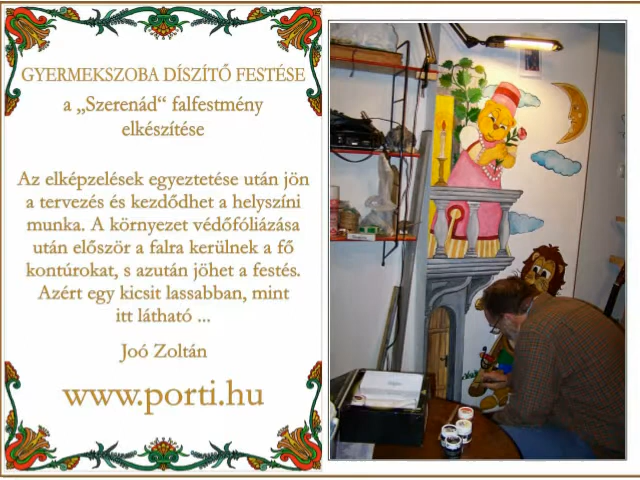 GYERMEKSZOBA DÍSZÍTŐ FESTÉSE
a „Szerenád“ falfestmény
elkészítése
Az elképzelések egyeztetése után jön
a tervezés és kezdődhet a helyszíni
munka. A környezet védőfóliázása
után először a falra kerülnek a fő
kontúrokat, s azután jöhet a festés.
Azért egy kicsit lassabban, mint
itt látható ...
Joó Zoltán
www.porti.hu